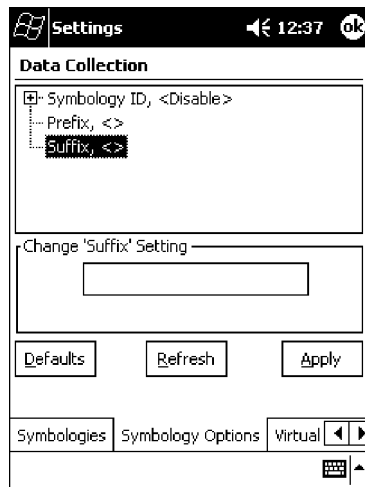 Settings 12:37 ok
Data Collection
Symbology ID, <Disable>
Prefix, <>
Suffix, <>
Change 'Suffix' Setting
Defaults Refresh Apply
Symbologies Symbology Options Virtual